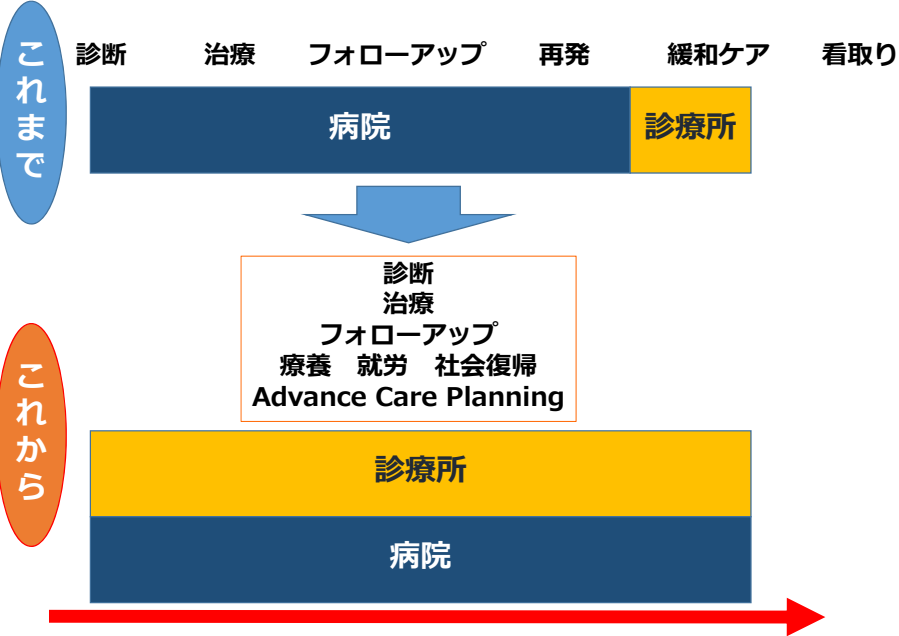 これまで
診断 治療 フォローアップ 再発 緩和ケア 看取り
病院 診療所
診断
治療
フォローアップ
療養 就労 社会復帰
Advance Care Planning
これから
診療所
病院